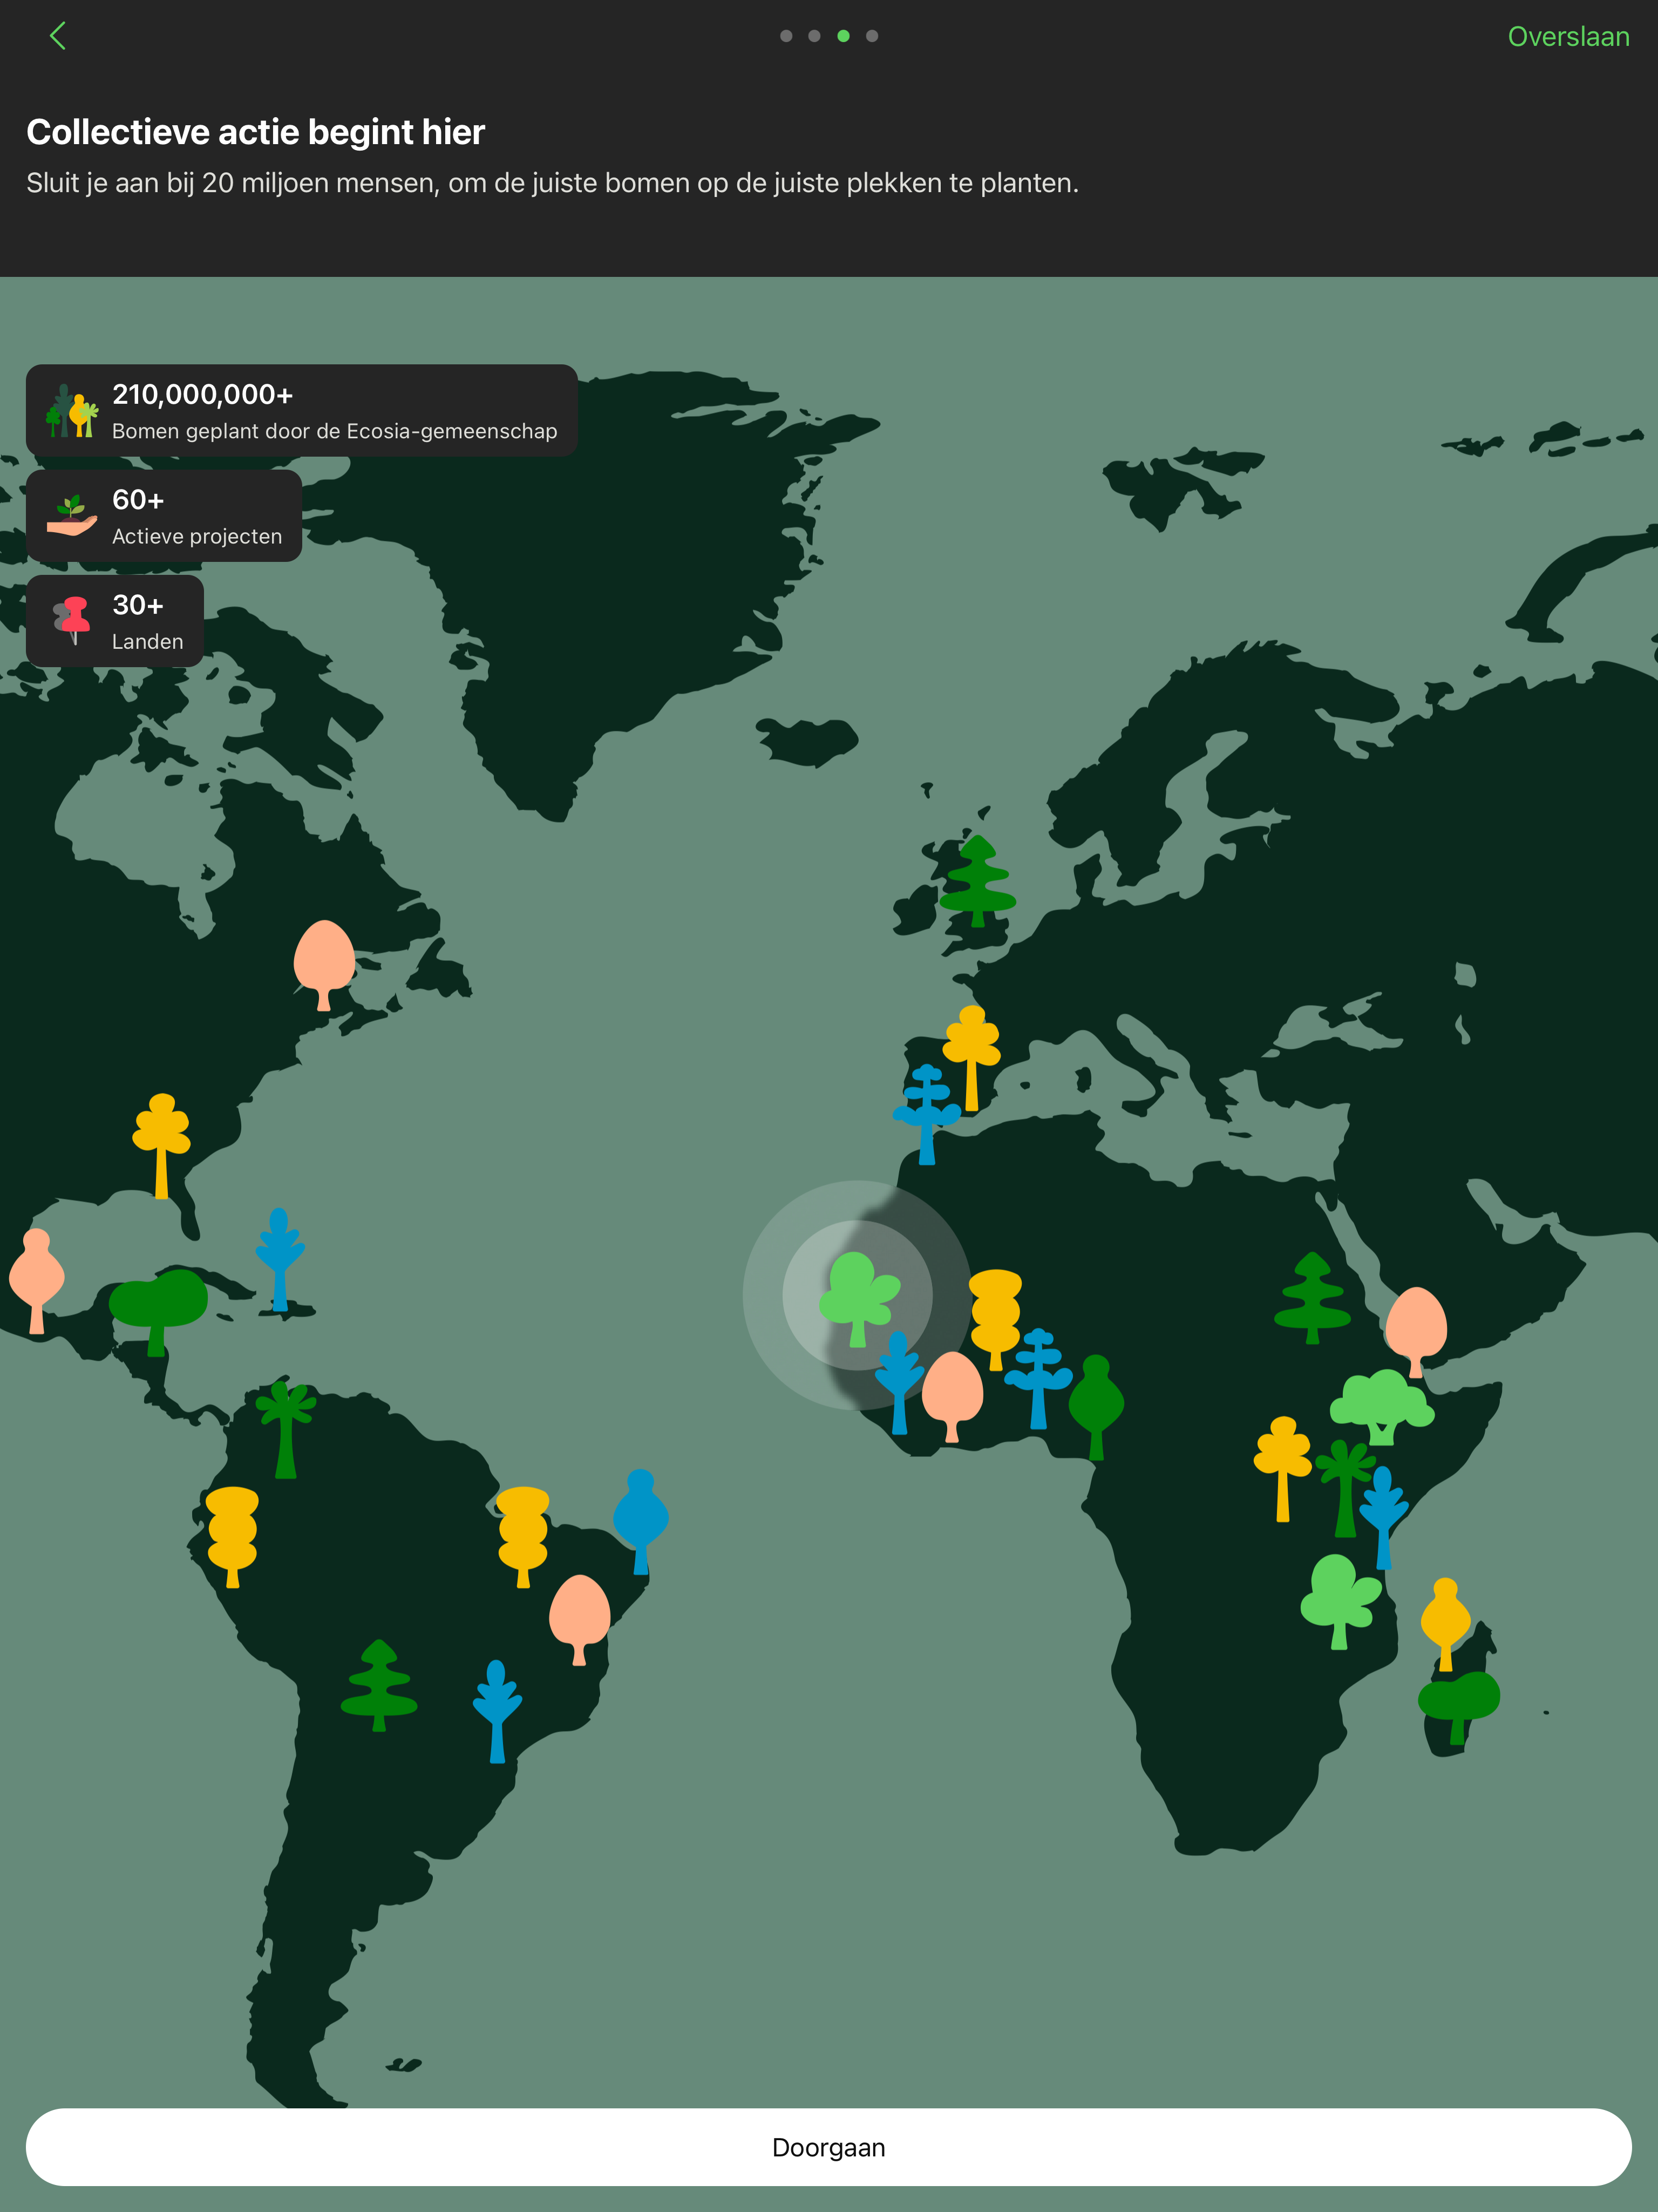 Overslaan
Collectieve actie begint hier
Sluit je aan bij 20 miljoen mensen, om de juiste bomen op de juiste plekken te planten.
210,000,000+
Bomen geplant door de Ecosia-gemeenschap
60+
Actieve projecten
30+
Landen
Doorgaan